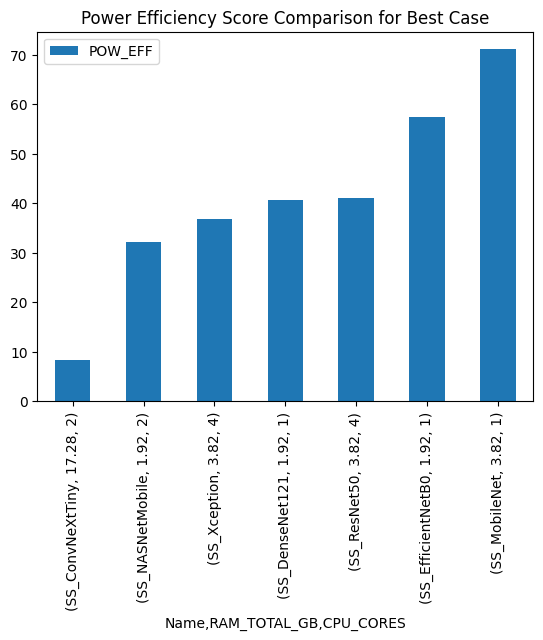 Power Efficiency Score Comparison for Best Case
POW_EFF
70
60
50
40
30
20
10
0
(SS_ConvNeXtTiny, 17.28, 2)
(SS_NASNetMobile, 1.92, 2)
(SS_Xception, 3.82, 4)
(SS_DenseNet121, 1.92, 1)
(SS_ResNet50, 3.82, 4)
(SS_EfficientNetB0, 1.92, 1)
(SS_MobileNet, 3.82, 1)
Name,RAM_TOTAL_GB,CPU_CORES